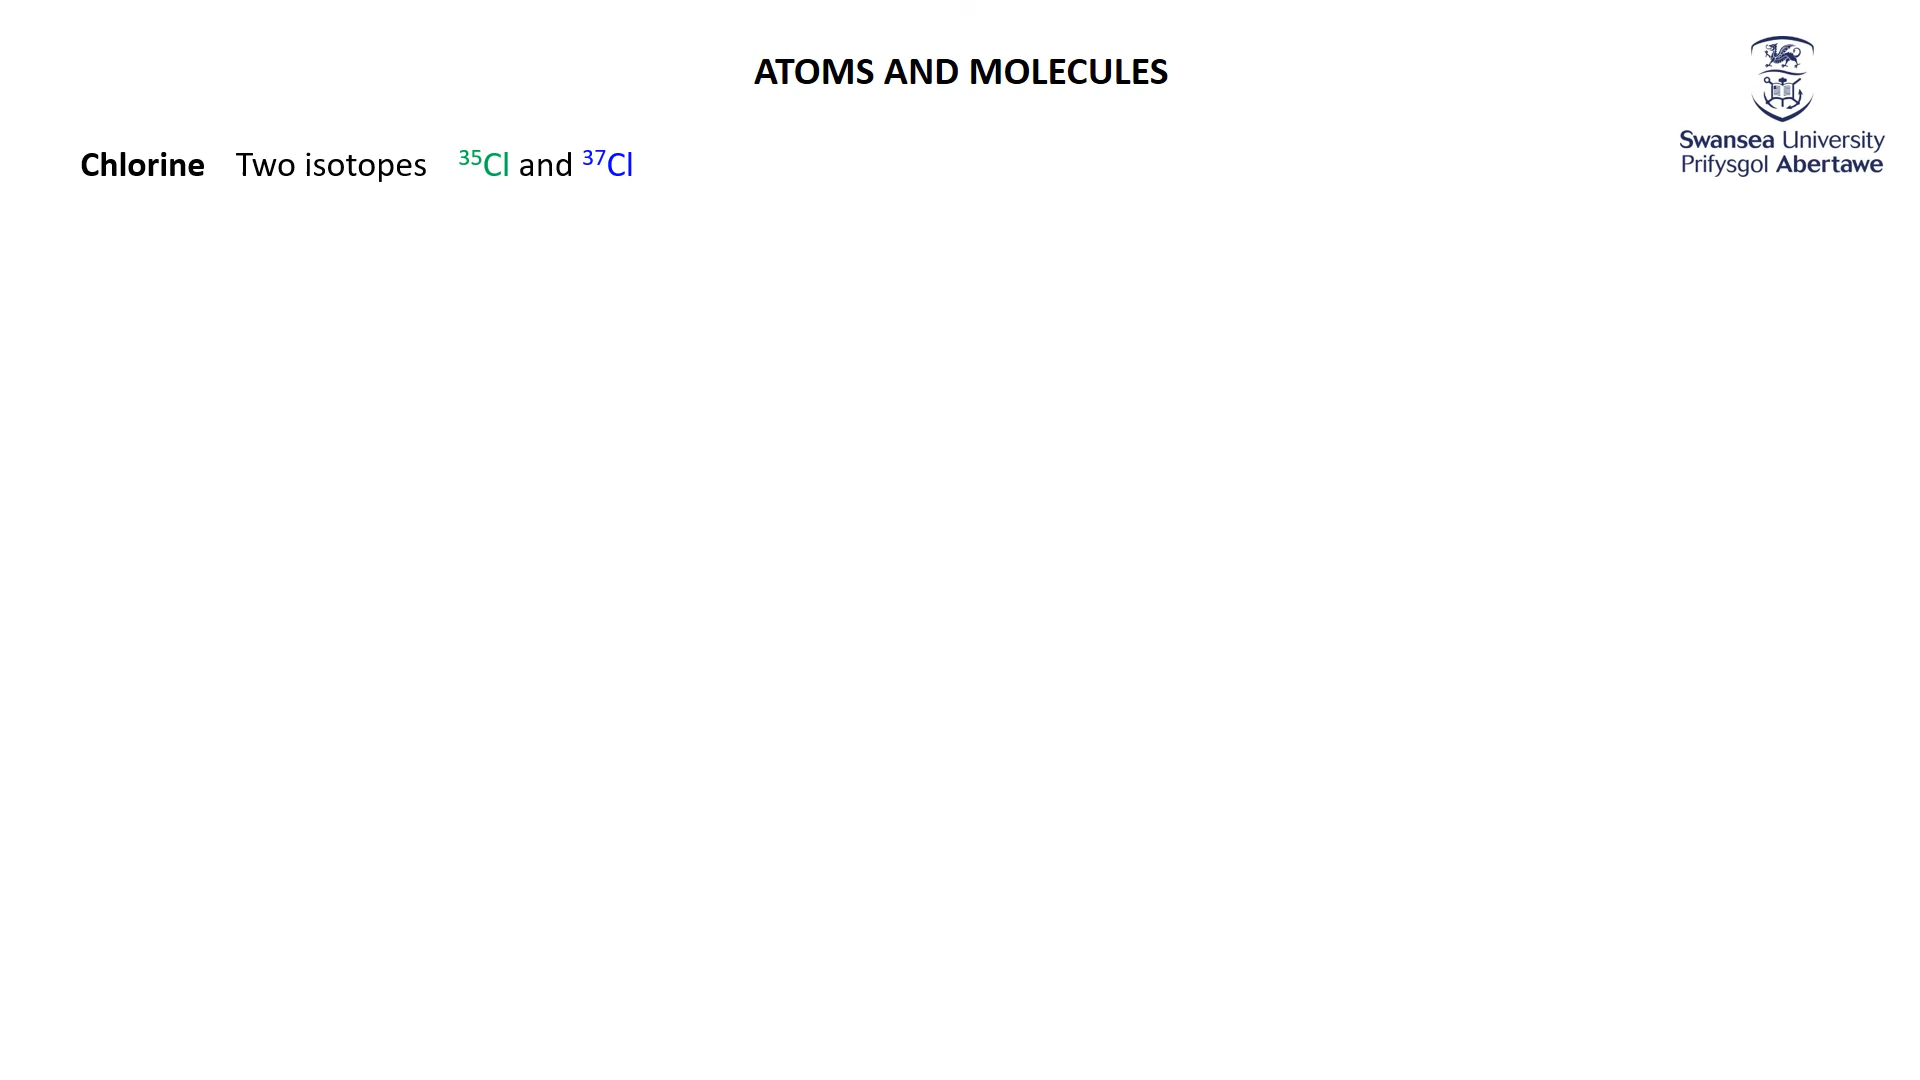 ATOMS AND MOLECULES
Swansea University
Prifysgol Abertawe
Chlorine Two isotopes ³⁵Cl and ³⁷Cl